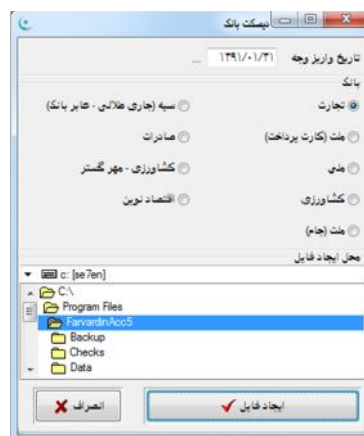 دیسکت بانک
تاریخ واریز وجه ۱۳۹۱/۰۱/۳۱ ...
بانک
تجارت
سپه (جاری طلائی - عابر بانک)
ملت (کارت پرداخت)
صادرات
ملی
کشاورزی - مهر گستر
کشاورزی
اقتصاد نوین
ملت (جام)
محل ایجاد فایل
c: [se7en]
C:\
Program Files
FarvardinAcc5
Backup
Checks
Data
ایجاد فایل
انصراف